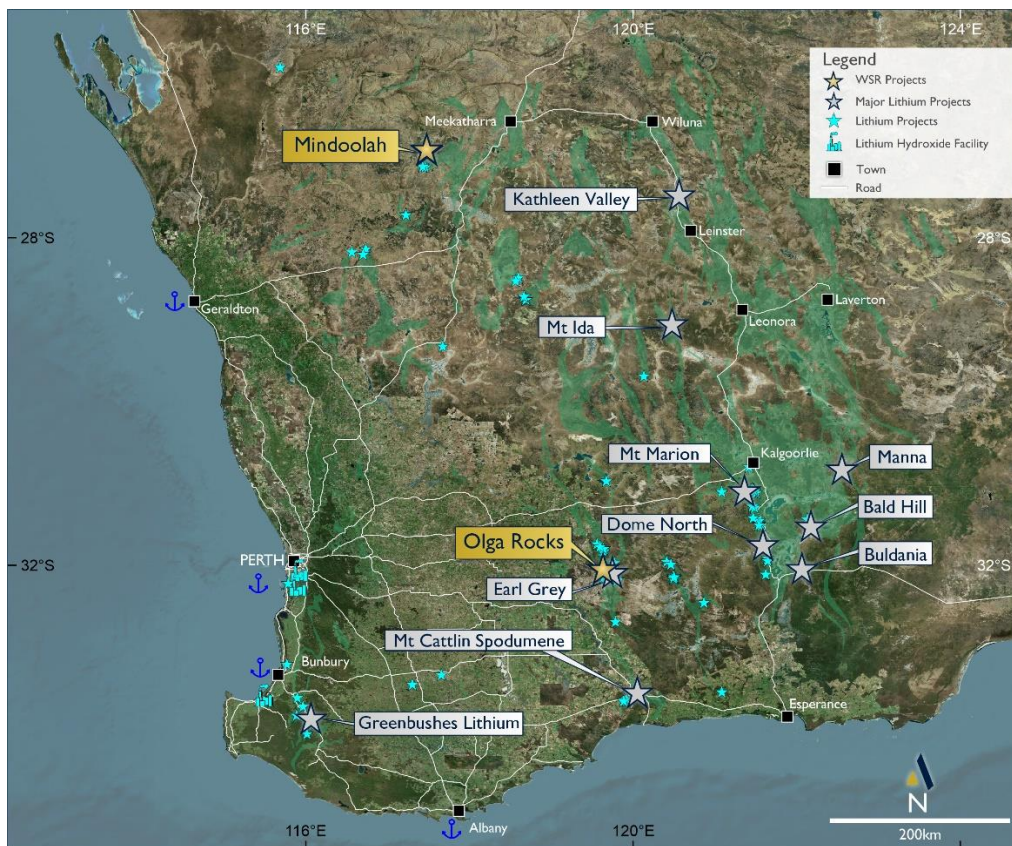 116°E
120°E
124°E
Legend
WSR Projects
Major Lithium Projects
Lithium Projects
Lithium Hydroxide Facility
Town
Road
Meekatharra
Wiluna
Mindoolah
Kathleen Valley
Leinster
28°S
28°S
Geraldton
Laverton
Leonora
Mt Ida
Mt Marion
Kalgoorlie
Manna
Bald Hill
Dome North
Olga Rocks
Buldania
PERTH
32°S
32°S
Earl Grey
Mt Cattlin Spodumene
Bunbury
Esperance
Greenbushes Lithium
N
Albany
116°E
120°E
200km